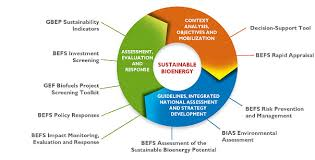 GBEP Sustainability
Indicators
BEFS Investment
Screening
GEF Biofuels Project
Screening Toolkit
BEFS Policy Responses
BEFS Impact Monitoring,
Evaluation and Response
ASSESSMENT,
EVALUATION
AND
RESPONSE
CONTEXT
ANALYSIS,
OBJECTIVES AND
MOBILIZATION
SUSTAINABLE
BIOENERGY
GUIDELINES, INTEGRATED
NATIONAL ASSESSMENT AND
STRATEGY
DEVELOPMENT
Decision-Support Tool
BEFS Rapid Appraisal
BEFS Risk Prevention
and Management
BIAS Environmental
Assessment
BEFS Assessment of the
Sustainable Bioenergy Potential